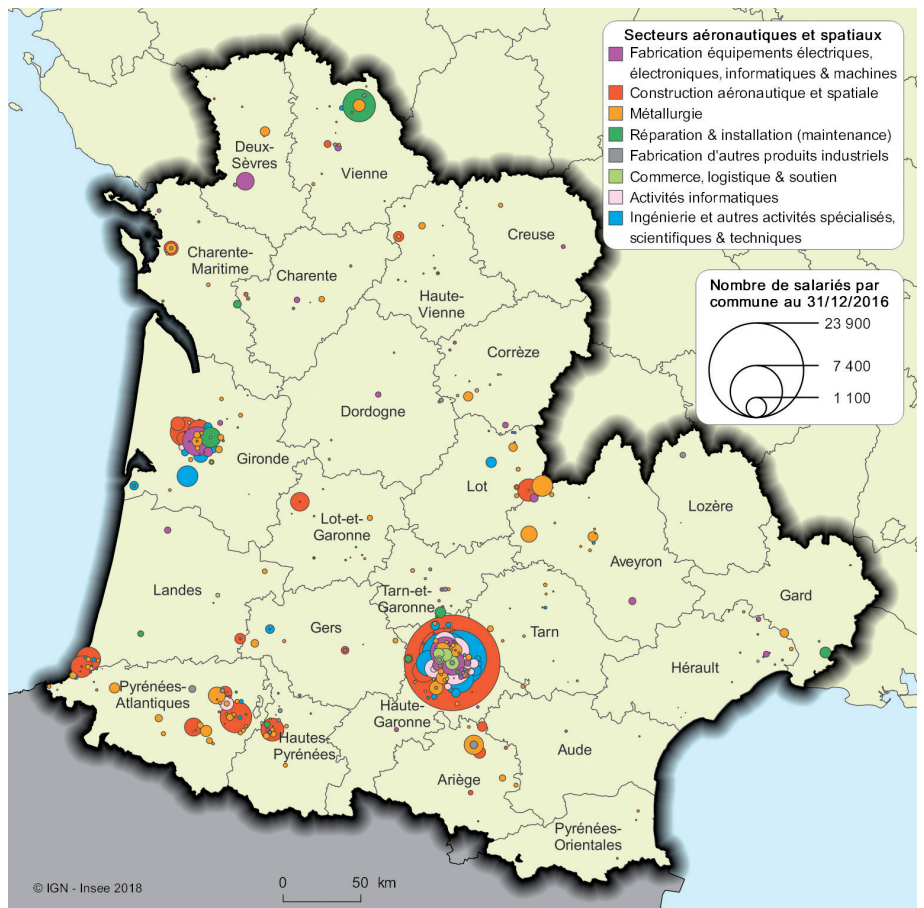 Secteurs aéronautiques et spatiaux
Fabrication équipements électriques,
électroniques, informatiques & machines
Construction aéronautique et spatiale
Métallurgie
Réparation & installation (maintenance)
Fabrication d'autres produits industriels
Commerce, logistique & soutien
Activités informatiques
Ingénierie et autres activités spécialisés,
scientifiques & techniques
Nombre de salariés par
commune au 31/12/2016
23 900
7 400
1 100
Deux-
Sèvres
Vienne
Charente-
Maritime
Charente
Haute-
Vienne
Creuse
Corrèze
Dordogne
Gironde
Lot
Lot-et-
Garonne
Lozère
Aveyron
Landes
Tarn-et-
Garonne
Gers
Tarn
Gard
Hérault
Pyrénées-
Atlantiques
Hautes-
Pyrénées
Haute-
Garonne
Ariège
Aude
Pyrénées-
Orientales
© IGN - Insee 2018
0 50 km